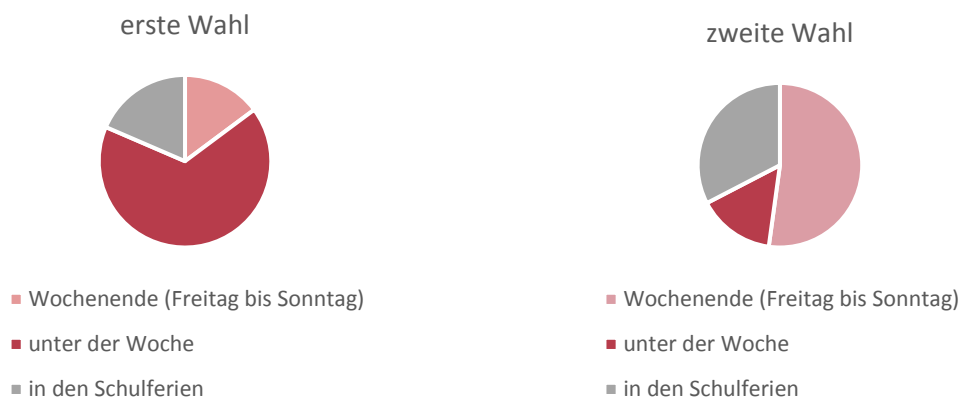 erste Wahl
Wochenende (Freitag bis Sonntag)
unter der Woche
in den Schulferien
zweite Wahl
Wochenende (Freitag bis Sonntag)
unter der Woche
in den Schulferien